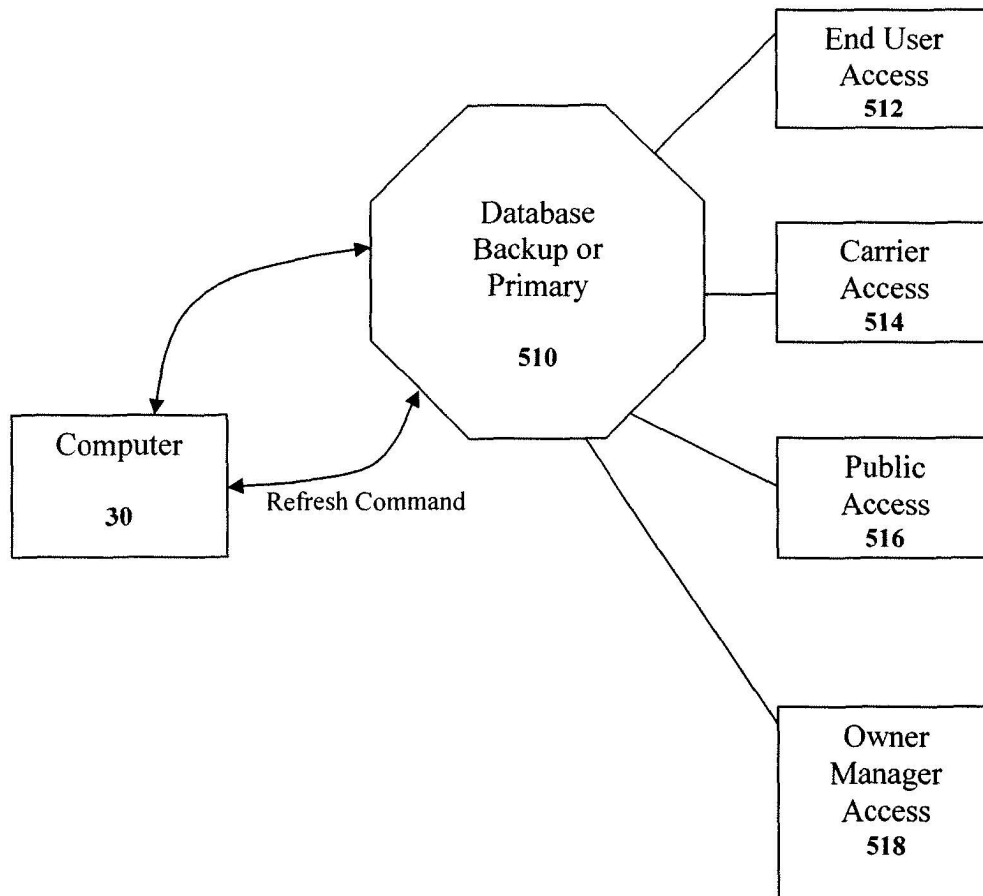 End User
Access
512
Database
Backup or
Primary
510
Carrier
Access
514
Computer
30
Refresh Command
Public
Access
516
Owner
Manager
Access
518